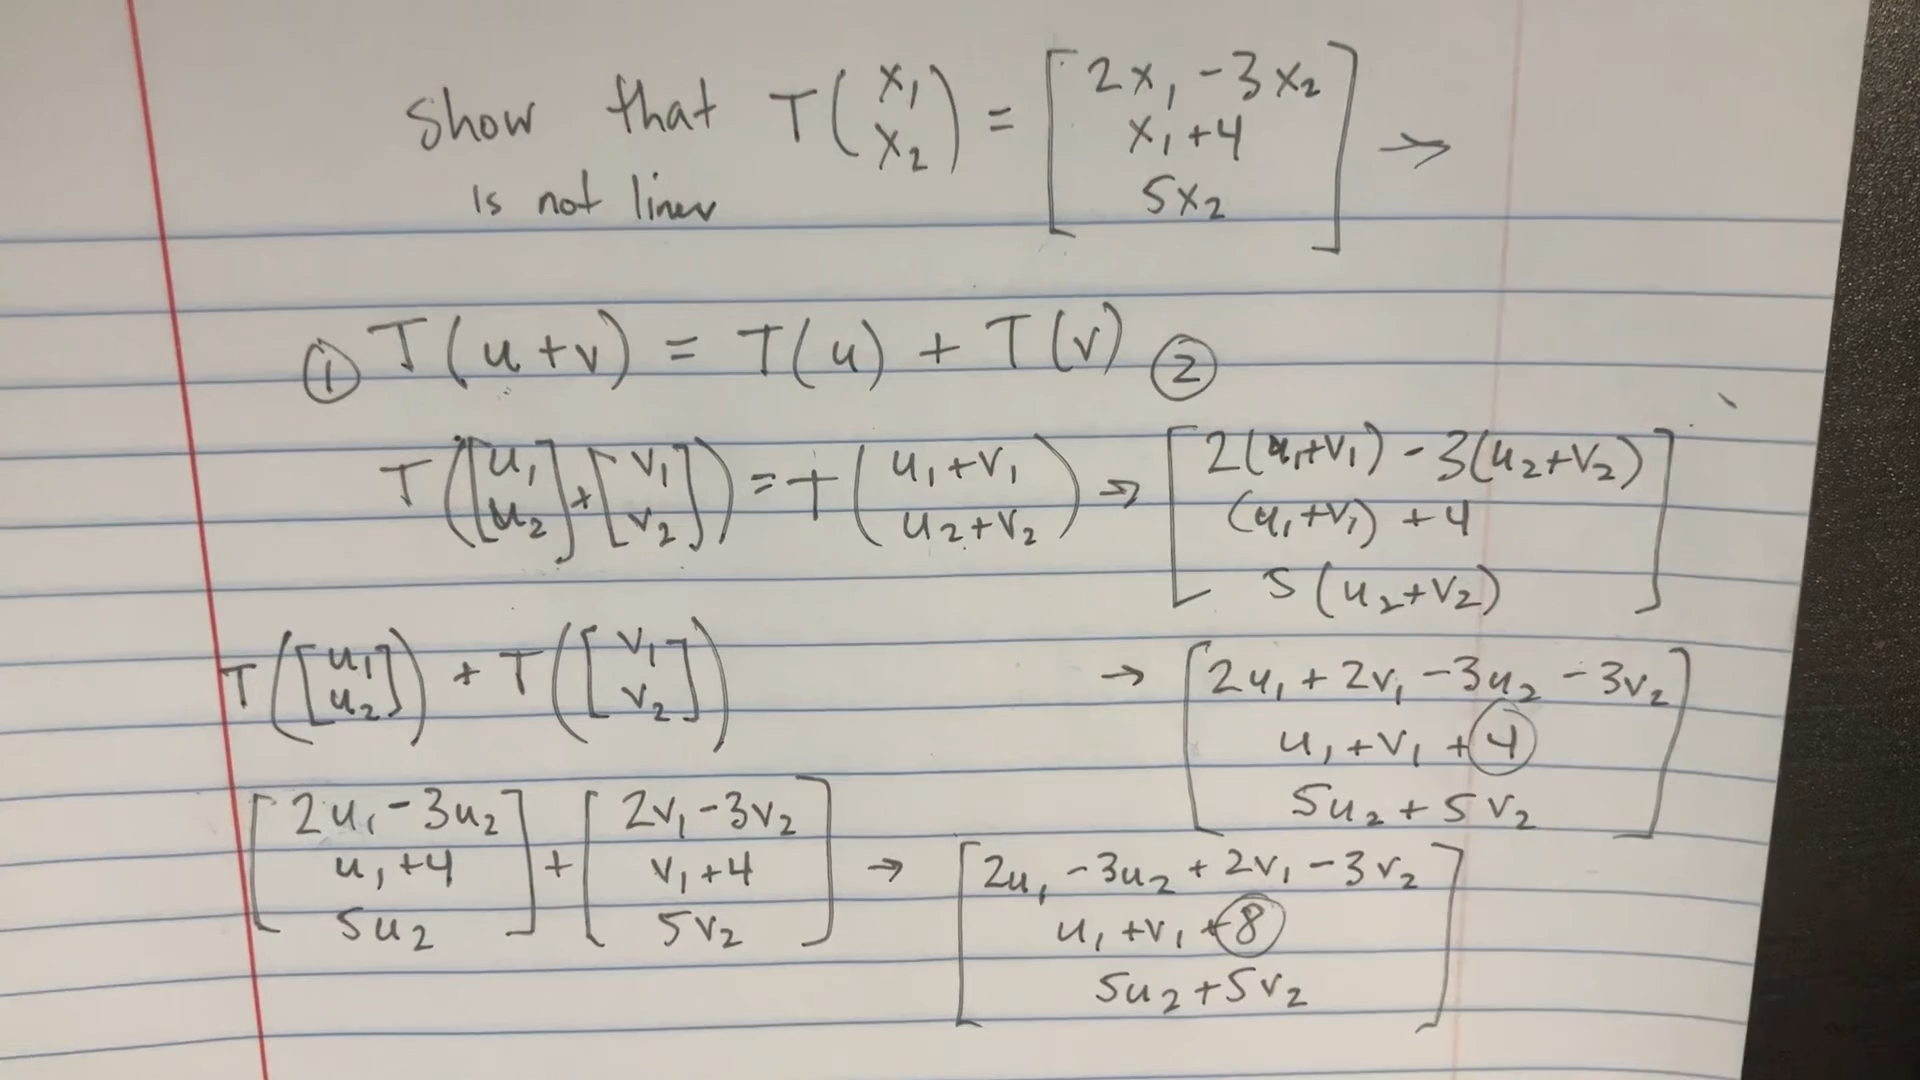 Show that T(x₁ x₂) = [2x₁ - 3x₂
x₁ + 4
5x₂] →
is not liner
① T(u + v) = T(u) + T(v) ②
T([u₁ u₂] + [v₁ v₂]) = T(u₁ + v₁
u₂ + v₂) → [2(u₁+v₁) - 3(u₂+v₂)
(u₁+v₁) + 4
5(u₂+v₂)]
→ [2u₁ + 2v₁ - 3u₂ - 3v₂
u₁ + v₁ + ④
5u₂ + 5v₂]
T([u₁ u₂]) + T([v₁ v₂])
[2u₁ - 3u₂
u₁ + 4
5u₂] + [2v₁ - 3v₂
v₁ + 4
5v₂] → [2u₁ - 3u₂ + 2v₁ - 3v₂
u₁ + v₁ + ⑧
5u₂ + 5v₂]